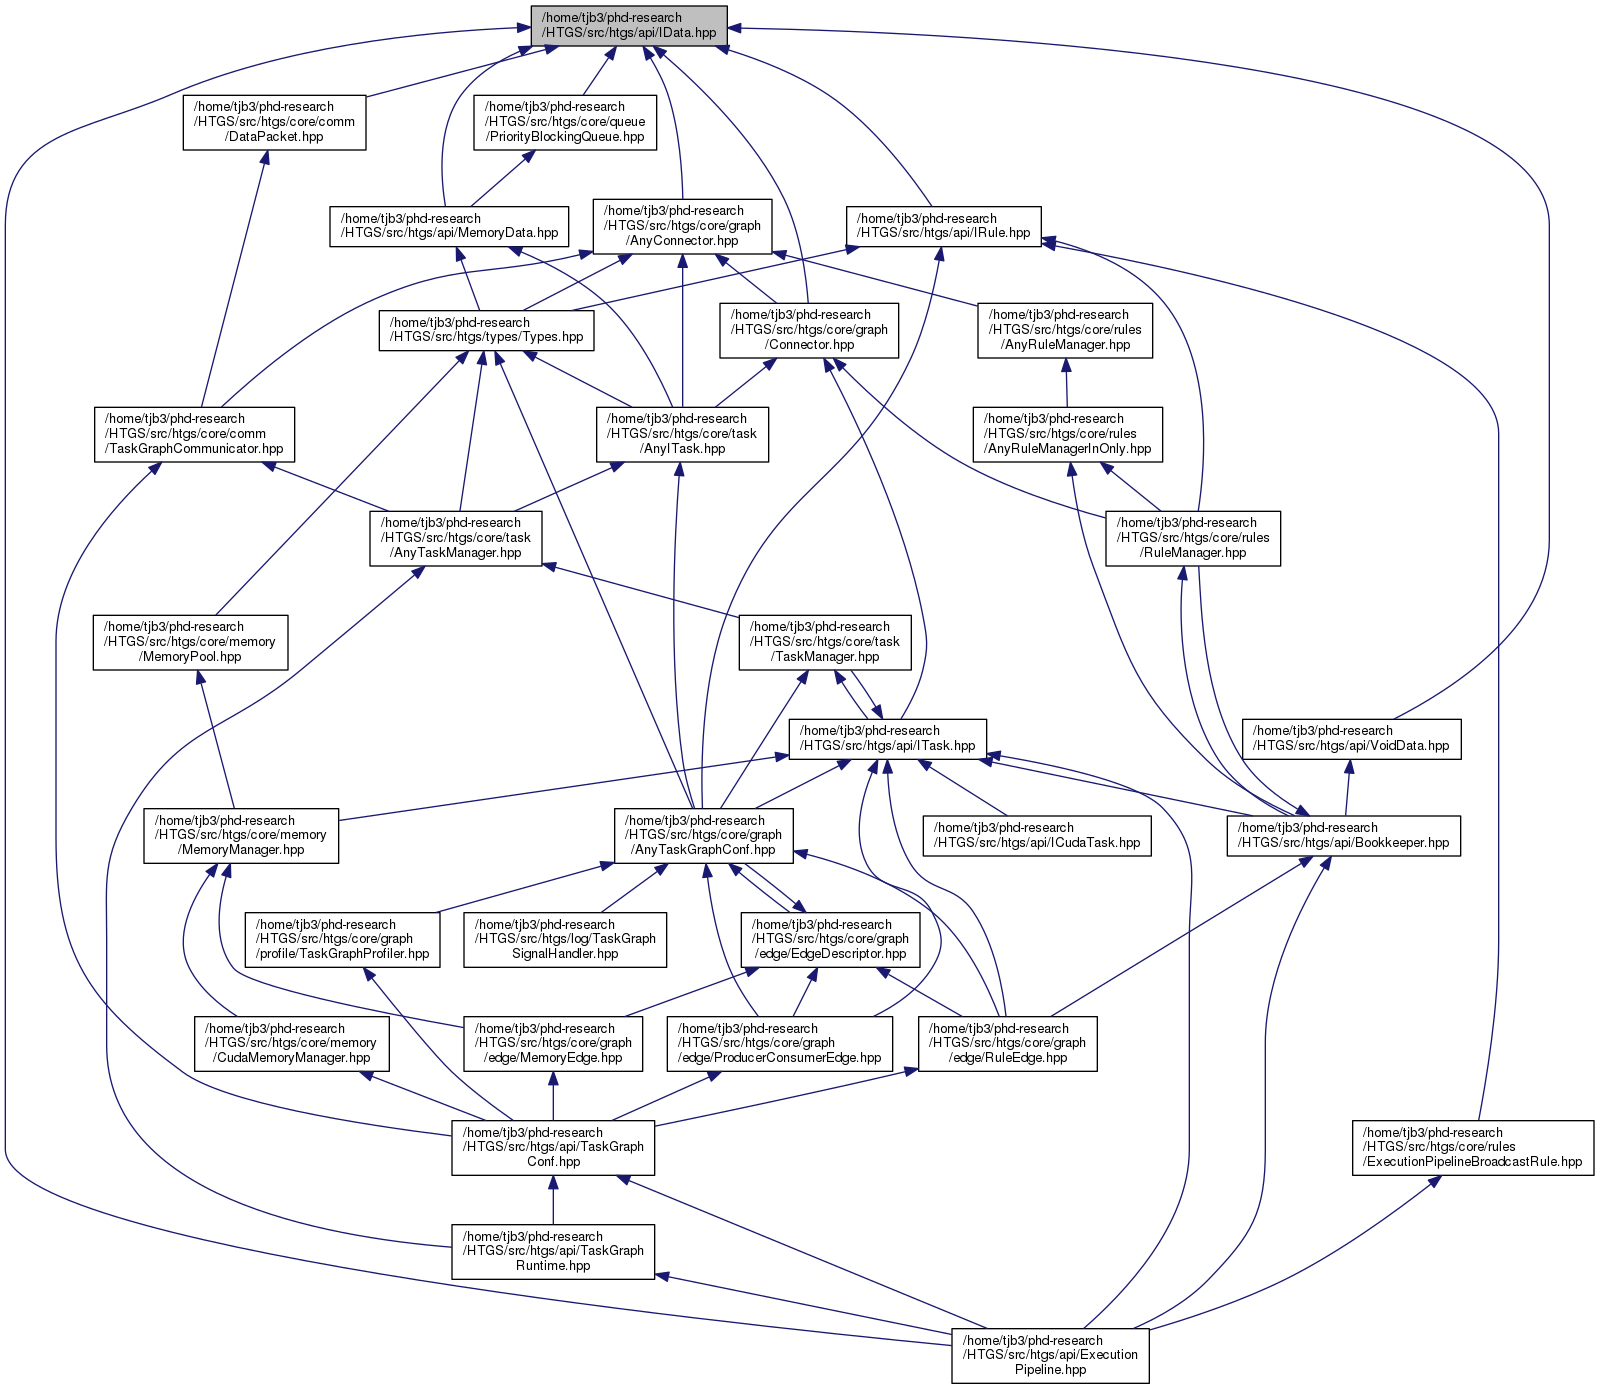 /home/tjb3/phd-research
/HTGS/src/htgs/api/IData.hpp
/home/tjb3/phd-research
/HTGS/src/htgs/core/comm
/DataPacket.hpp
/home/tjb3/phd-research
/HTGS/src/htgs/core/queue
/PriorityBlockingQueue.hpp
/home/tjb3/phd-research
/HTGS/src/htgs/api/MemoryData.hpp
/home/tjb3/phd-research
/HTGS/src/htgs/core/graph
/AnyConnector.hpp
/home/tjb3/phd-research
/HTGS/src/htgs/api/IRule.hpp
/home/tjb3/phd-research
/HTGS/src/htgs/types/Types.hpp
/home/tjb3/phd-research
/HTGS/src/htgs/core/graph
/Connector.hpp
/home/tjb3/phd-research
/HTGS/src/htgs/core/rules
/AnyRuleManager.hpp
/home/tjb3/phd-research
/HTGS/src/htgs/core/comm
/TaskGraphCommunicator.hpp
/home/tjb3/phd-research
/HTGS/src/htgs/core/task
/AnyITask.hpp
/home/tjb3/phd-research
/HTGS/src/htgs/core/rules
/AnyRuleManagerInOnly.hpp
/home/tjb3/phd-research
/HTGS/src/htgs/core/task
/AnyTaskManager.hpp
/home/tjb3/phd-research
/HTGS/src/htgs/core/rules
/RuleManager.hpp
/home/tjb3/phd-research
/HTGS/src/htgs/core/memory
/MemoryPool.hpp
/home/tjb3/phd-research
/HTGS/src/htgs/core/task
/TaskManager.hpp
/home/tjb3/phd-research
/HTGS/src/htgs/api/ITask.hpp
/home/tjb3/phd-research
/HTGS/src/htgs/api/VoidData.hpp
/home/tjb3/phd-research
/HTGS/src/htgs/core/memory
/MemoryManager.hpp
/home/tjb3/phd-research
/HTGS/src/htgs/core/graph
/AnyTaskGraphConf.hpp
/home/tjb3/phd-research
/HTGS/src/htgs/api/ICudaTask.hpp
/home/tjb3/phd-research
/HTGS/src/htgs/api/Bookkeeper.hpp
/home/tjb3/phd-research
/HTGS/src/htgs/core/graph
/profile/TaskGraphProfiler.hpp
/home/tjb3/phd-research
/HTGS/src/htgs/log/TaskGraph
SignalHandler.hpp
/home/tjb3/phd-research
/HTGS/src/htgs/core/graph
/edge/EdgeDescriptor.hpp
/home/tjb3/phd-research
/HTGS/src/htgs/core/memory
/CudaMemoryManager.hpp
/home/tjb3/phd-research
/HTGS/src/htgs/core/graph
/edge/MemoryEdge.hpp
/home/tjb3/phd-research
/HTGS/src/htgs/core/graph
/edge/ProducerConsumerEdge.hpp
/home/tjb3/phd-research
/HTGS/src/htgs/core/graph
/edge/RuleEdge.hpp
/home/tjb3/phd-research
/HTGS/src/htgs/api/TaskGraph
Conf.hpp
/home/tjb3/phd-research
/HTGS/src/htgs/core/rules
/ExecutionPipelineBroadcastRule.hpp
/home/tjb3/phd-research
/HTGS/src/htgs/api/TaskGraph
Runtime.hpp
/home/tjb3/phd-research
/HTGS/src/htgs/api/Execution
Pipeline.hpp